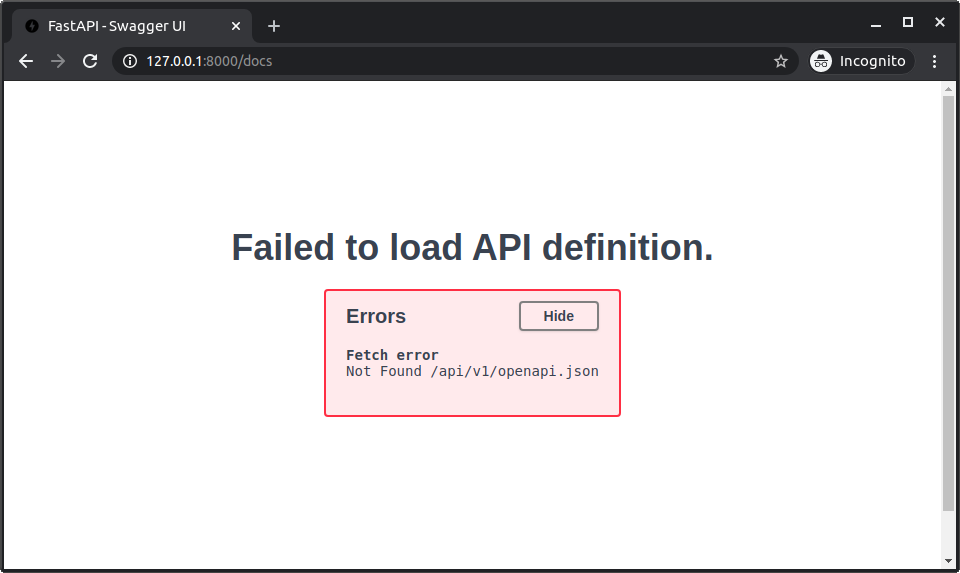 FastAPI - Swagger UI
127.0.0.1:8000/docs
Incognito
Failed to load API definition.
Errors
Hide
Fetch error
Not Found /api/v1/openapi.json